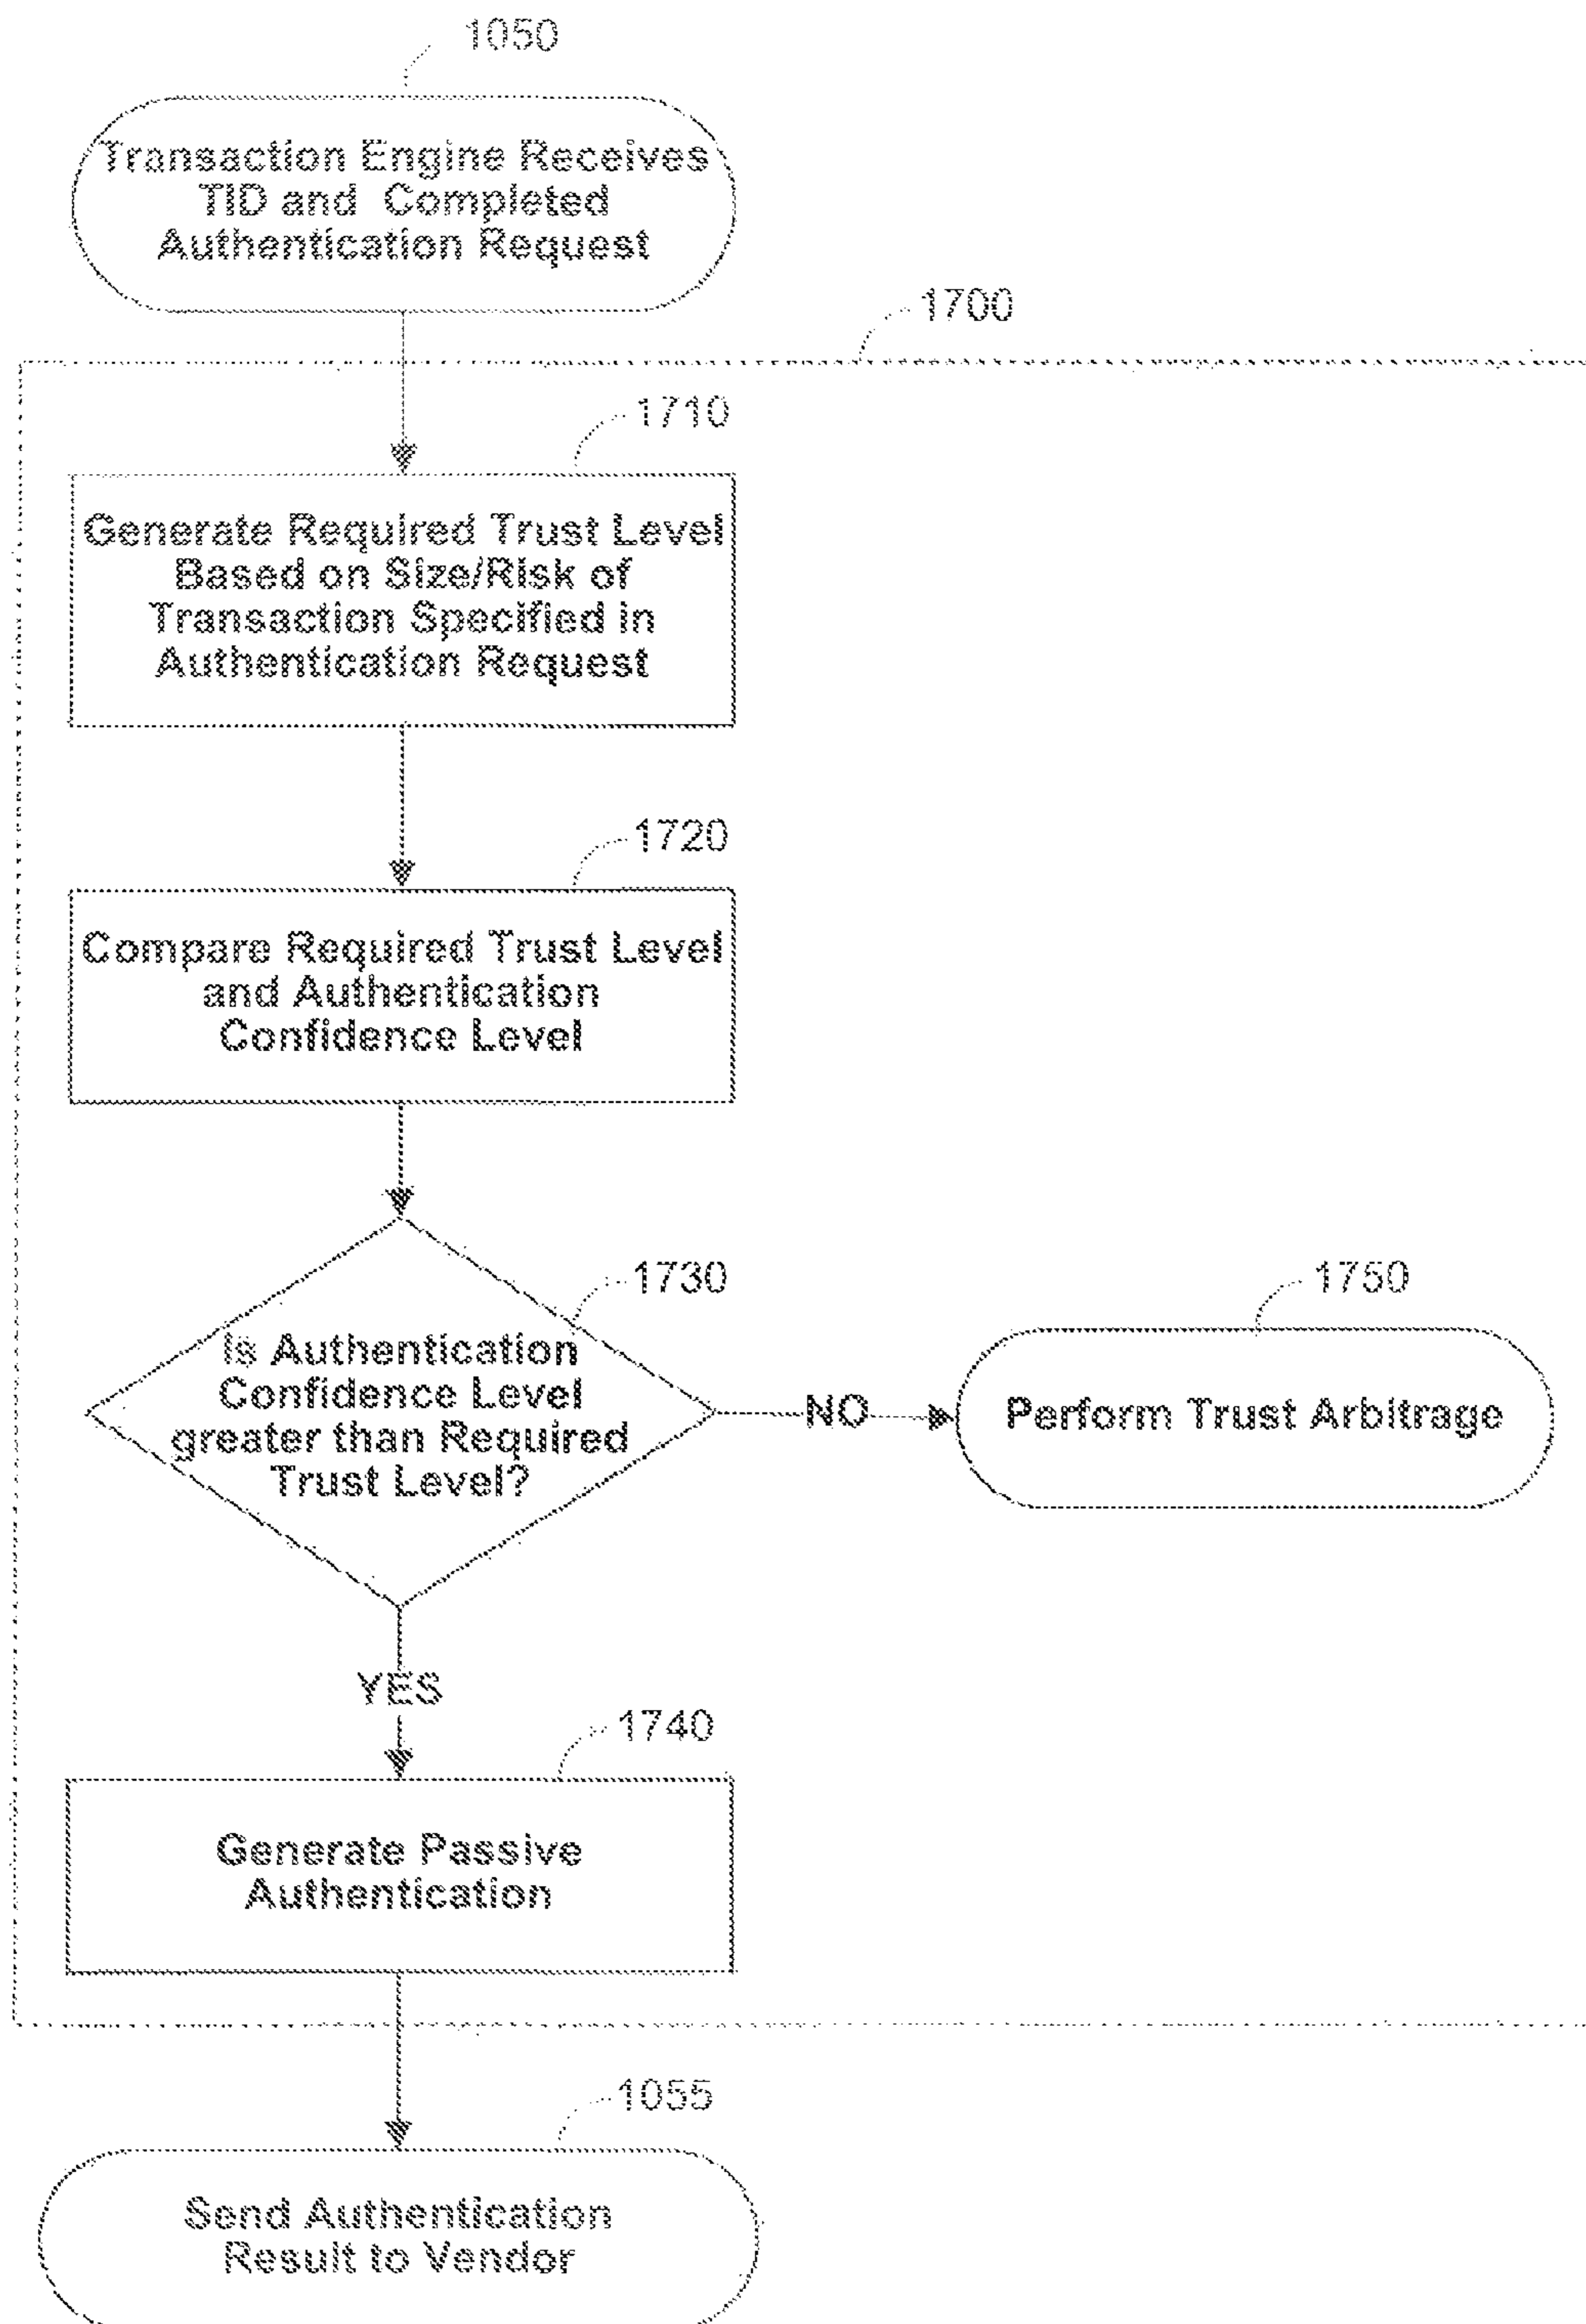 1050
Transaction Engine Receives
TID and Completed
Authentication Request
1700
1710
Generate Required Trust Level
Based on Size/Risk of
Transaction Specified in
Authentication Request
1720
Compare Required Trust Level
and Authentication
Confidence Level
1730
Is Authentication
Confidence Level
greater than Required
Trust Level?
NO
1750
Perform Trust Arbitrage
YES
1740
Generate Passive
Authentication
1055
Send Authentication
Result to Vendor